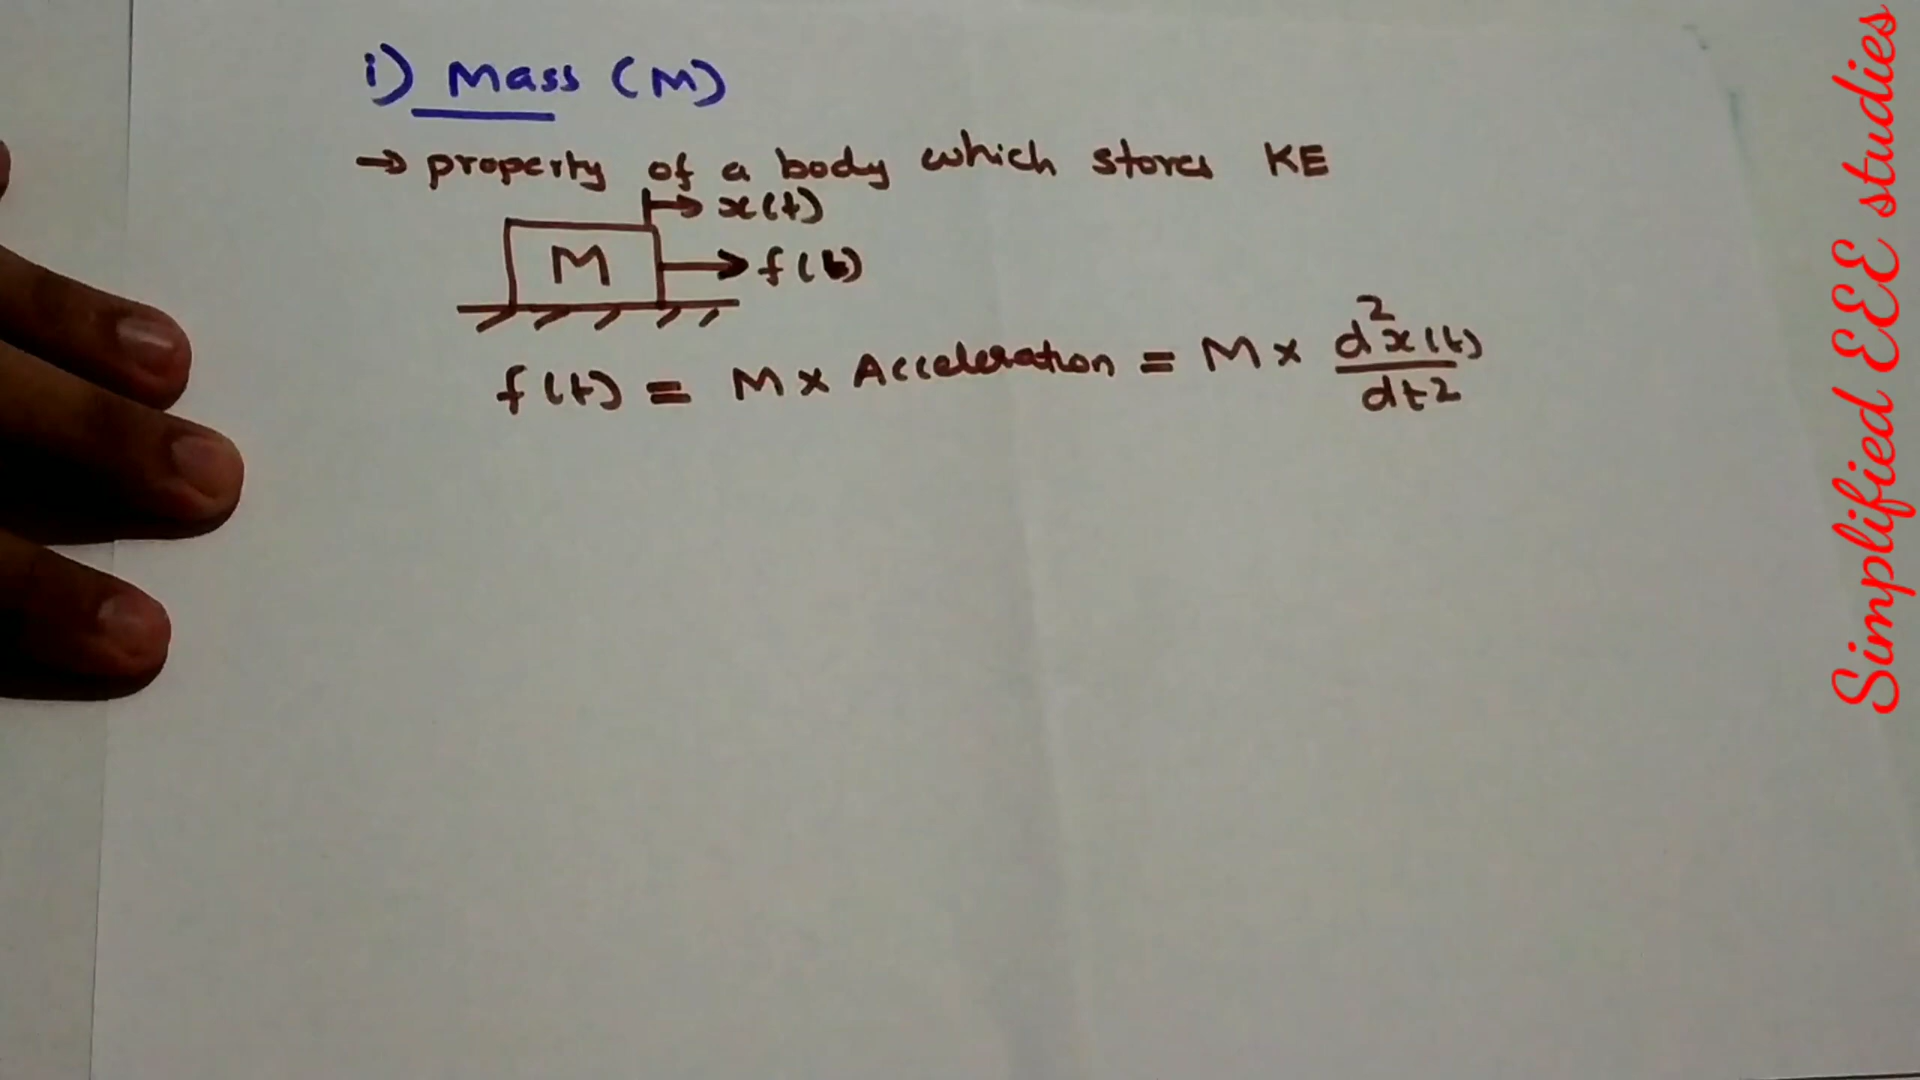 i) Mass (M)
→ property of a body which stores KE
x(t)
M
f(t)
f(t) = M x Acceleration = M x d²x(t) / dt2
Simplified EEE studies